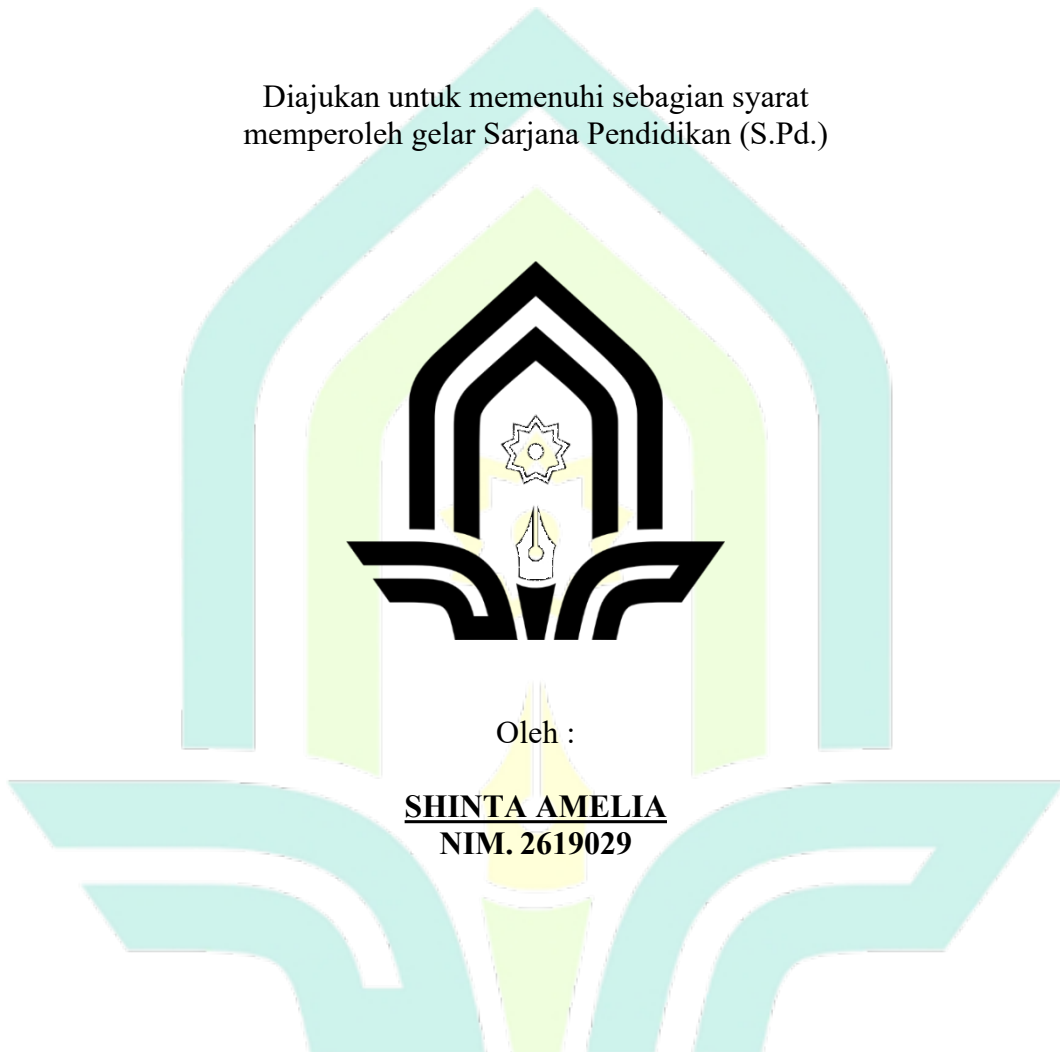 Diajukan untuk memenuhi sebagian syarat
memperoleh gelar Sarjana Pendidikan (S.Pd.)
Oleh :
SHINTA AMELIA
NIM. 2619029